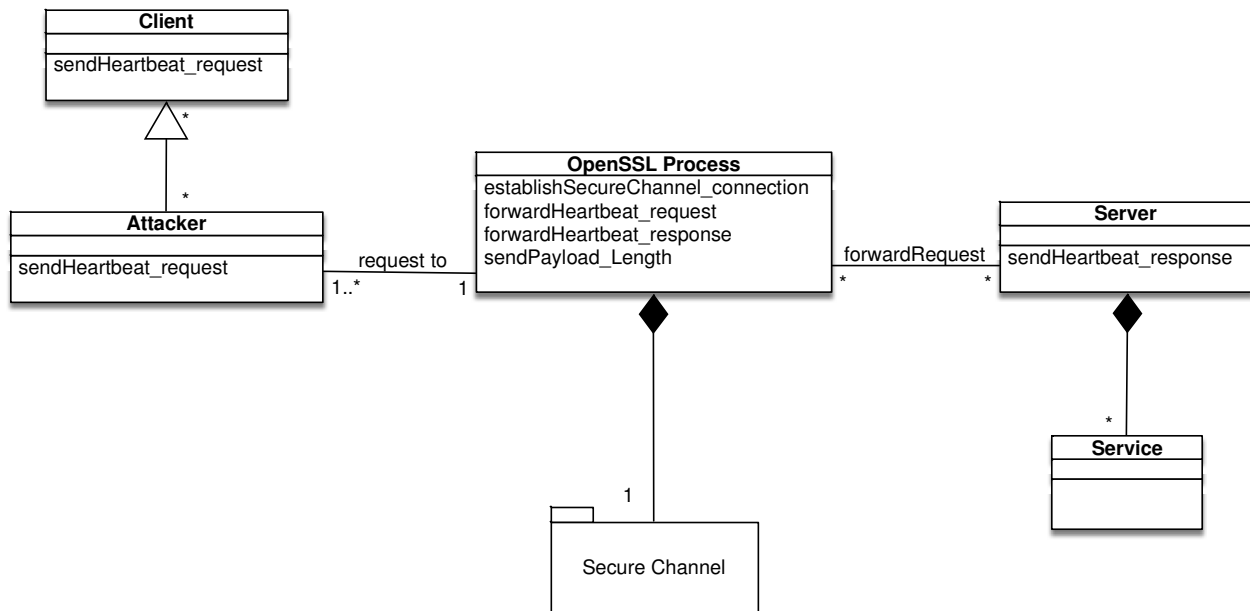 Client
sendHeartbeat_request
*
*
Attacker
sendHeartbeat_request
request to
1..*
1
OpenSSL Process
establishSecureChannel_connection
forwardHeartbeat_request
forwardHeartbeat_response
sendPayload_Length
forwardRequest
*
*
Server
sendHeartbeat_response
*
Service
1
Secure Channel